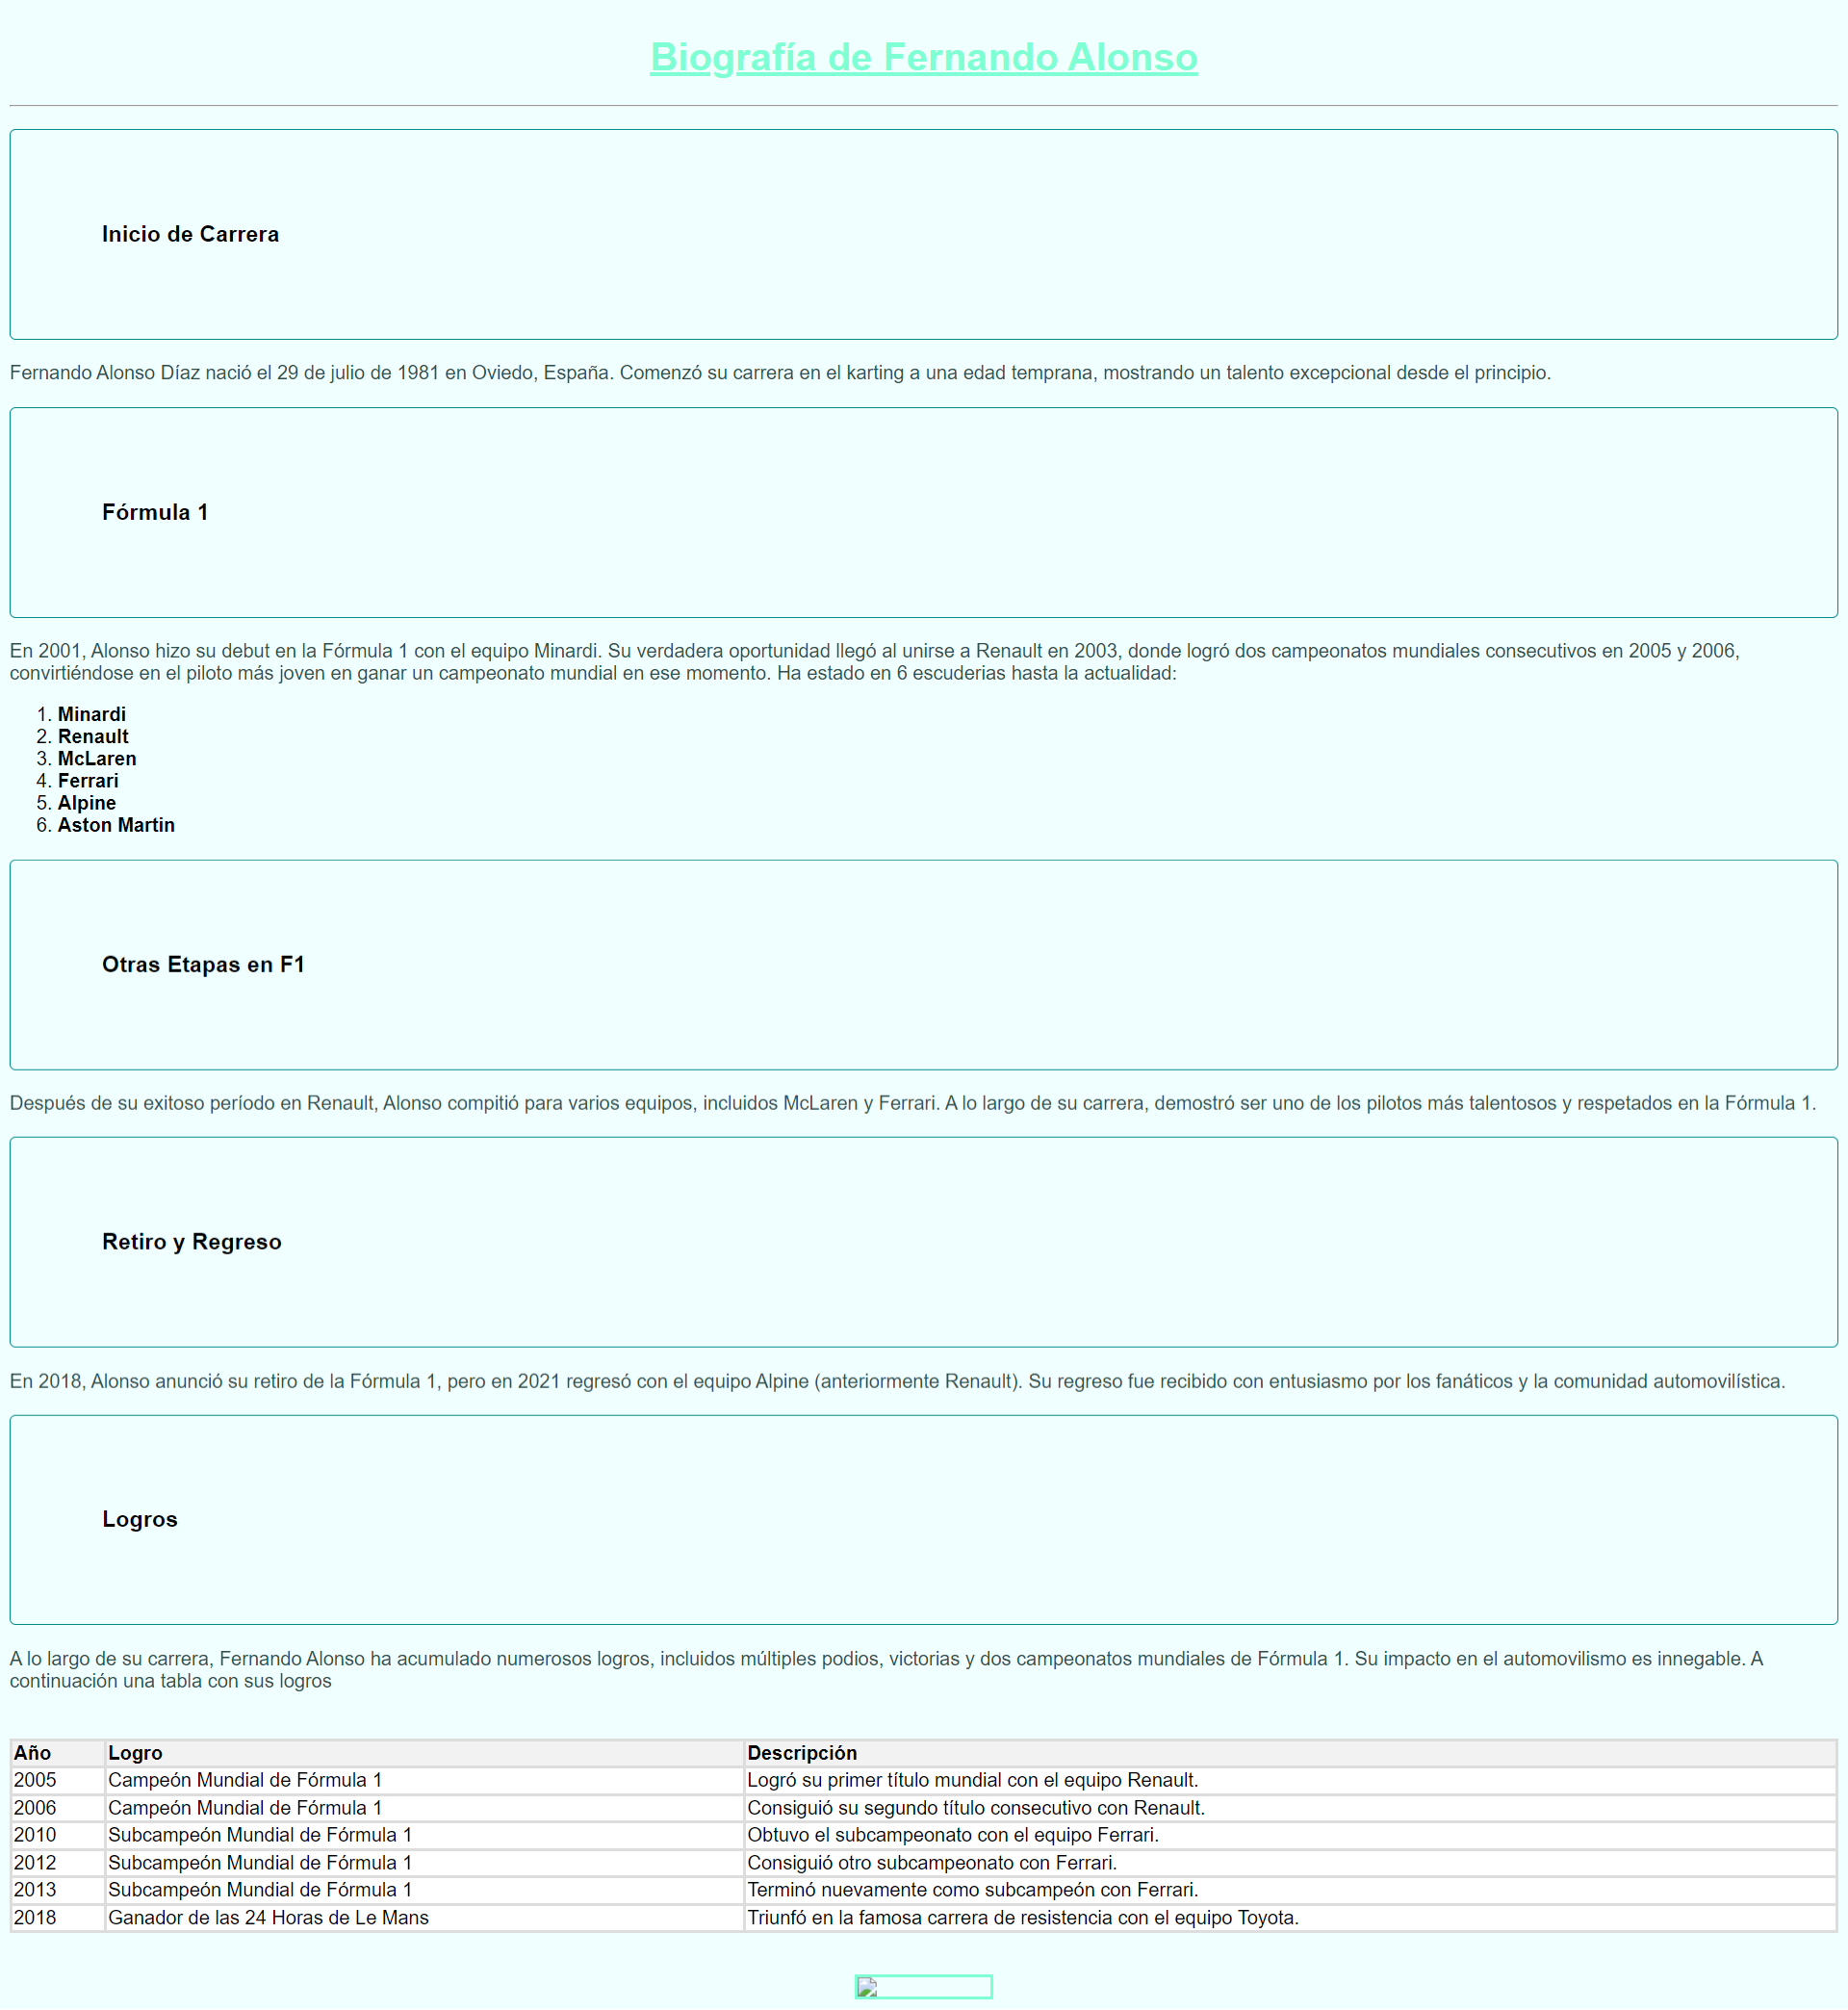 Biografía de Fernando Alonso
Inicio de Carrera
Fernando Alonso Díaz nació el 29 de julio de 1981 en Oviedo, España. Comenzó su carrera en el karting a una edad temprana, mostrando un talento excepcional desde el principio.
Fórmula 1
En 2001, Alonso hizo su debut en la Fórmula 1 con el equipo Minardi. Su verdadera oportunidad llegó al unirse a Renault en 2003, donde logró dos campeonatos mundiales consecutivos en 2005 y 2006,
convirtiéndose en el piloto más joven en ganar un campeonato mundial en ese momento. Ha estado en 6 escuderias hasta la actualidad:
1. Minardi
2. Renault
3. McLaren
4. Ferrari
5. Alpine
6. Aston Martin
Otras Etapas en F1
Después de su exitoso período en Renault, Alonso compitió para varios equipos, incluidos McLaren y Ferrari. A lo largo de su carrera, demostró ser uno de los pilotos más talentosos y respetados en la Fórmula 1.
Retiro y Regreso
En 2018, Alonso anunció su retiro de la Fórmula 1, pero en 2021 regresó con el equipo Alpine (anteriormente Renault). Su regreso fue recibido con entusiasmo por los fanáticos y la comunidad automovilística.
Logros
A lo largo de su carrera, Fernando Alonso ha acumulado numerosos logros, incluidos múltiples podios, victorias y dos campeonatos mundiales de Fórmula 1. Su impacto en el automovilismo es innegable. A
continuación una tabla con sus logros
Año Logro Descripción
2005 Campeón Mundial de Fórmula 1 Logró su primer título mundial con el equipo Renault.
2006 Campeón Mundial de Fórmula 1 Consiguió su segundo título consecutivo con Renault.
2010 Subcampeón Mundial de Fórmula 1 Obtuvo el subcampeonato con el equipo Ferrari.
2012 Subcampeón Mundial de Fórmula 1 Consiguió otro subcampeonato con Ferrari.
2013 Subcampeón Mundial de Fórmula 1 Terminó nuevamente como subcampeón con Ferrari.
2018 Ganador de las 24 Horas de Le Mans Triunfó en la famosa carrera de resistencia con el equipo Toyota.